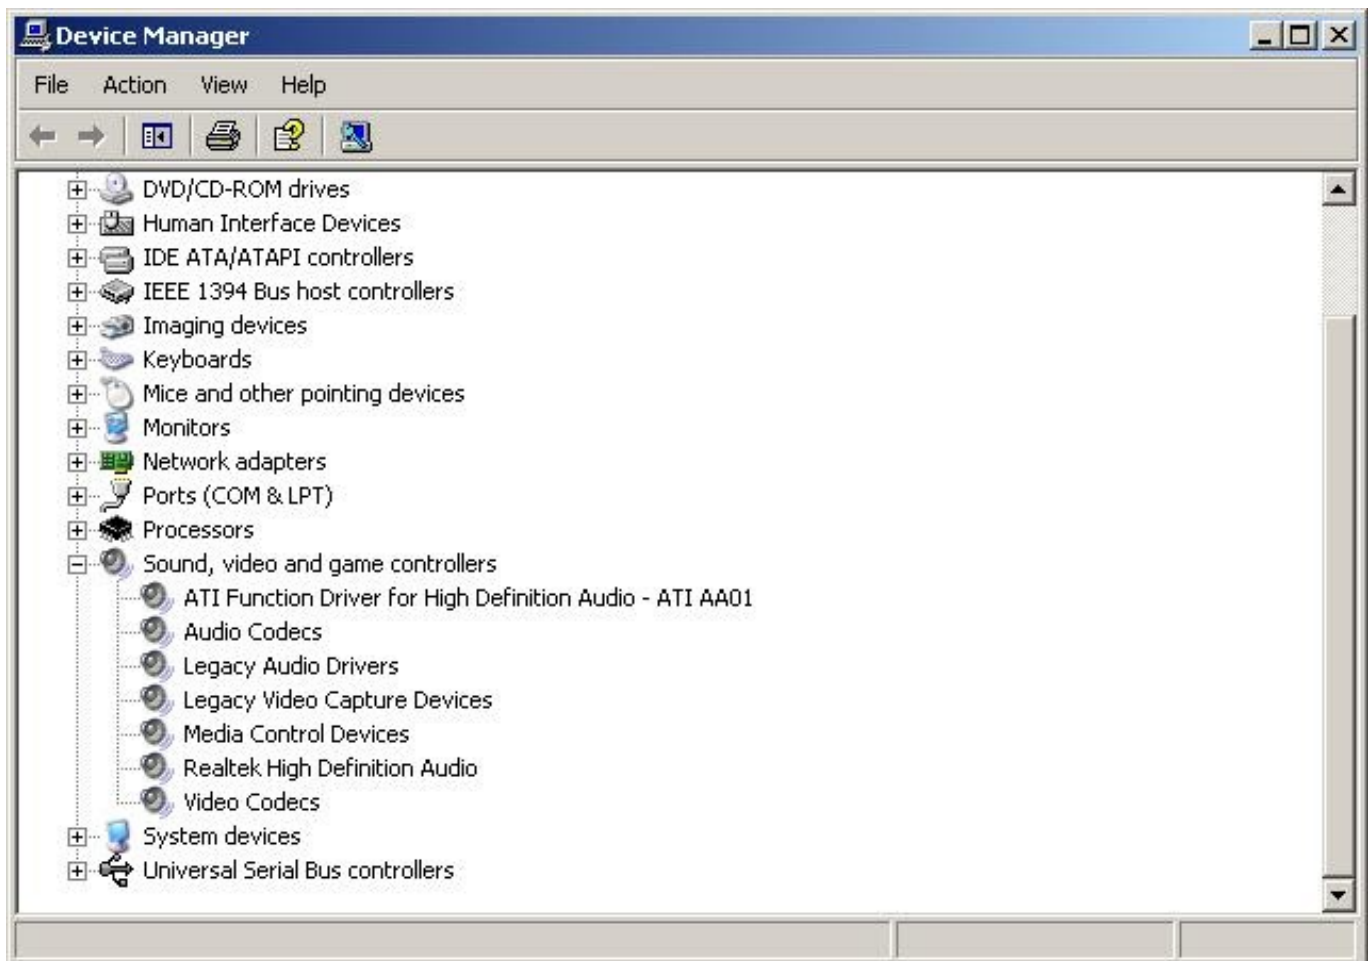 Device Manager
File Action View Help
DVD/CD-ROM drives
Human Interface Devices
IDE ATA/ATAPI controllers
IEEE 1394 Bus host controllers
Imaging devices
Keyboards
Mice and other pointing devices
Monitors
Network adapters
Ports (COM & LPT)
Processors
Sound, video and game controllers
ATI Function Driver for High Definition Audio - ATI AA01
Audio Codecs
Legacy Audio Drivers
Legacy Video Capture Devices
Media Control Devices
Realtek High Definition Audio
Video Codecs
System devices
Universal Serial Bus controllers